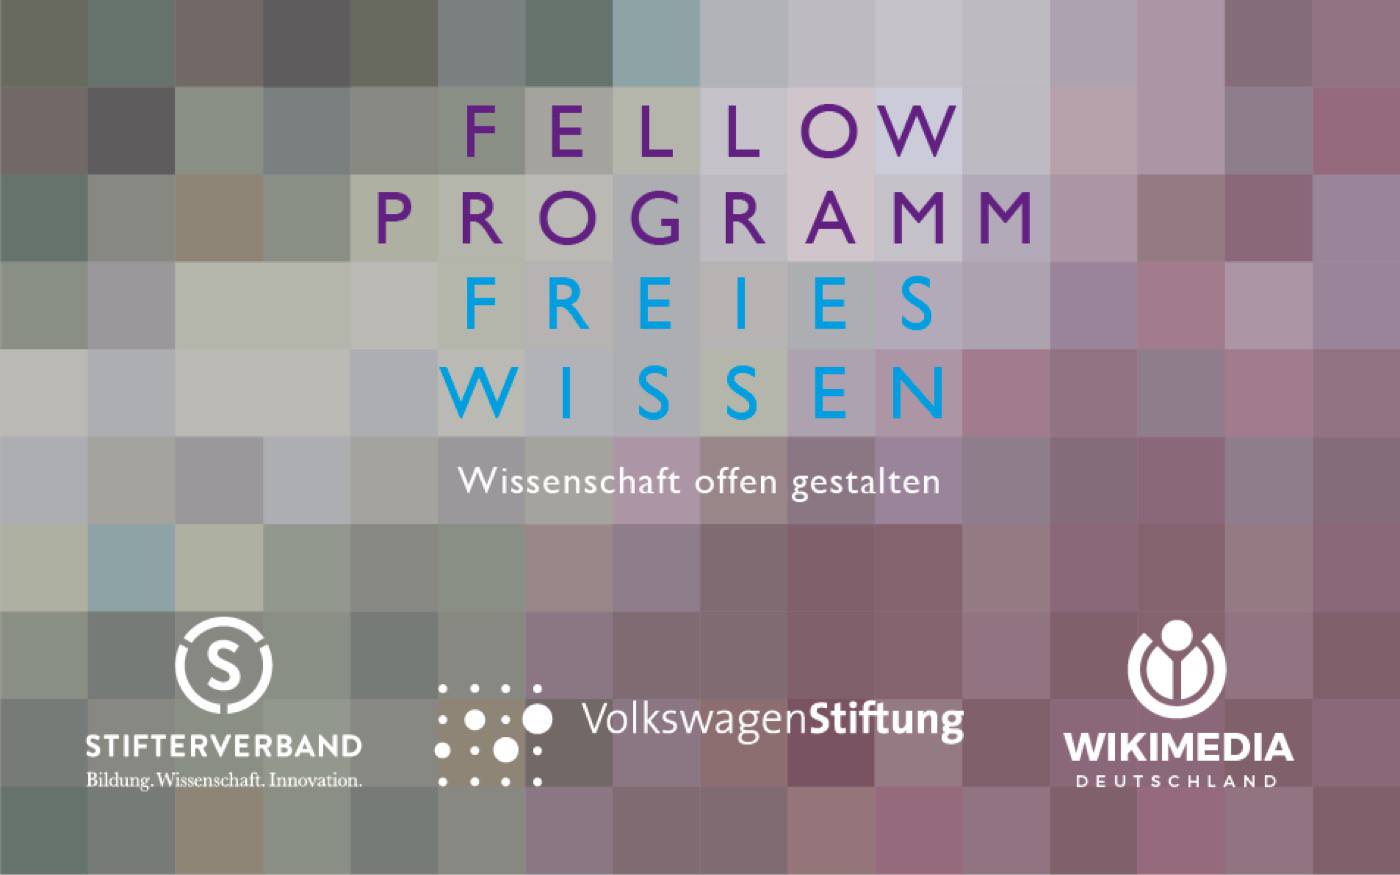 FELLOW
PROGRAMM
FREIES
WISSEN
Wissenschaft offen gestalten
S
STIFTERVERBAND
Bildung. Wissenschaft. Innovation.
VolkswagenStiftung
WIKIMEDIA
DEUTSCHLAND